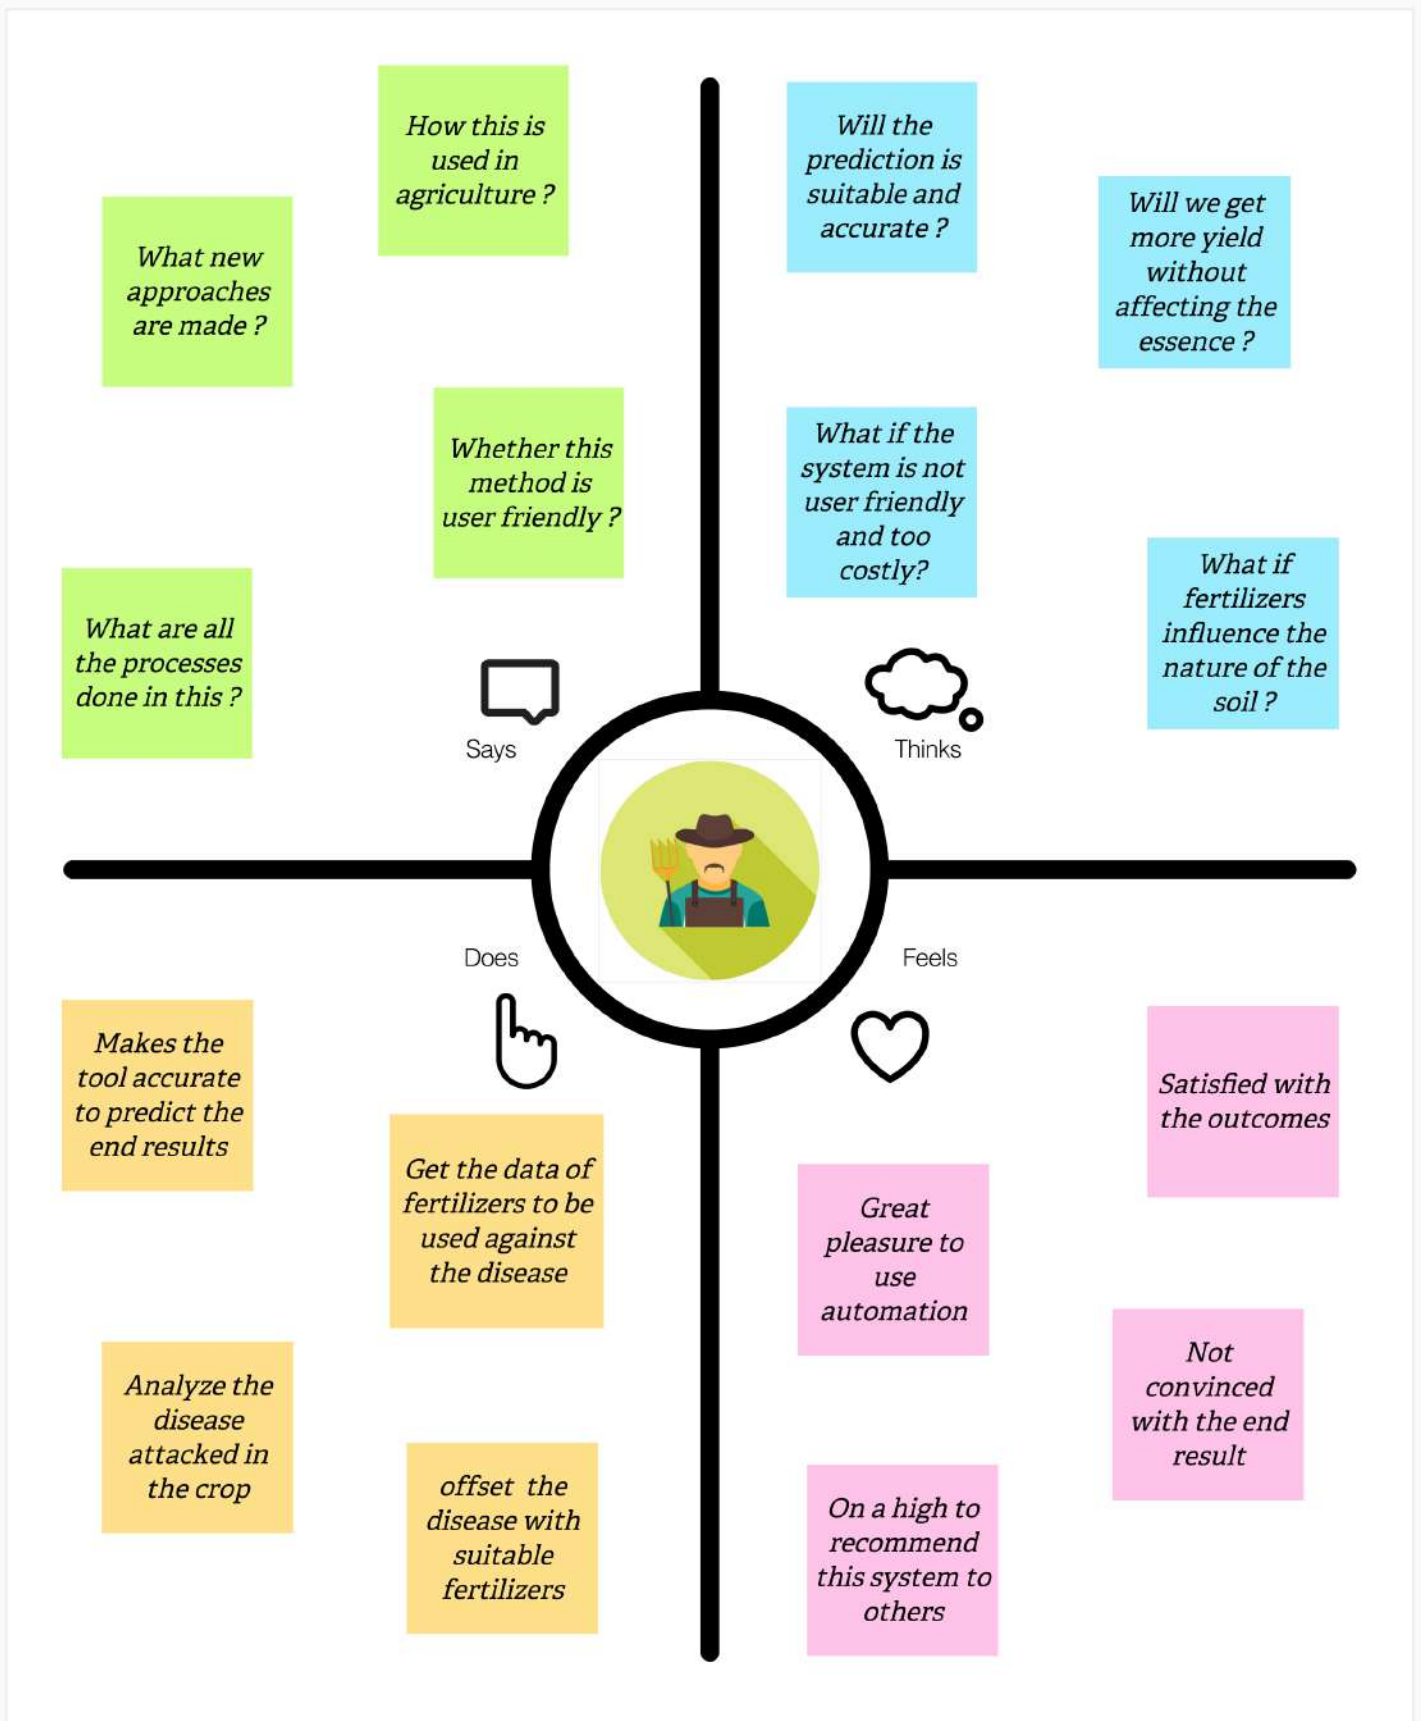 How this is
used in
agriculture ?
What new
approaches
are made ?
Whether this
method is
user friendly ?
What are all
the processes
done in this ?
Says
Will the
prediction is
suitable and
accurate ?
Will we get
more yield
without
affecting the
essence ?
What if the
system is not
user friendly
and too
costly?
What if
fertilizers
influence the
nature of the
soil ?
Thinks
Does
Makes the
tool accurate
to predict the
end results
Get the data of
fertilizers to be
used against
the disease
Analyze the
disease
attacked in
the crop
offset  the
disease with
suitable
fertilizers
Feels
Satisfied with
the outcomes
Great
pleasure to
use
automation
Not
convinced
with the end
result
On a high to
recommend
this system to
others